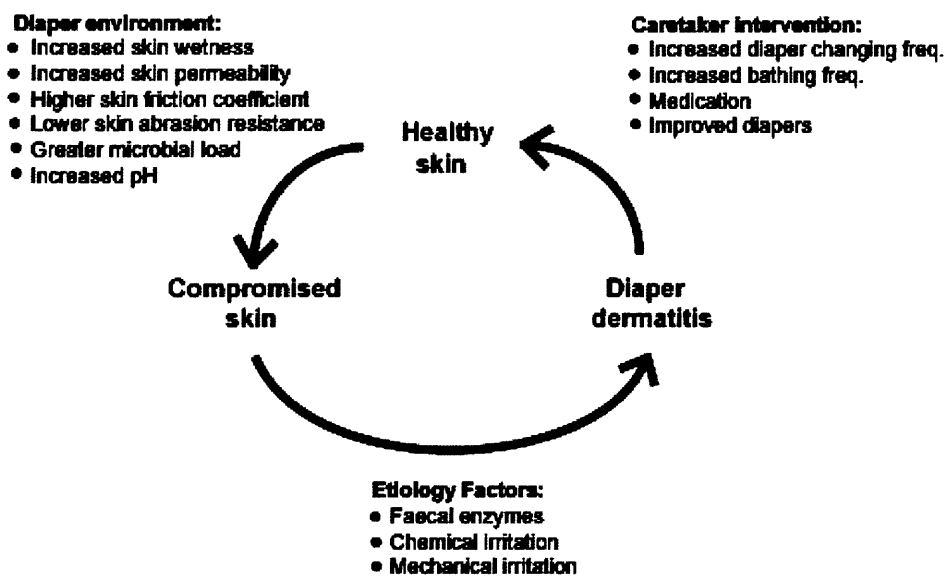 Diaper environment:
• Increased skin wetness
• Increased skin permeability
• Higher skin friction coefficient
• Lower skin abrasion resistance
• Greater microbial load
• Increased pH
Caretaker intervention:
• Increased diaper changing freq.
• Increased bathing freq.
• Medication
• Improved diapers
Healthy
skin
Compromised
skin
Diaper
dermatitis
Etiology Factors:
• Faecal enzymes
• Chemical irritation
• Mechanical irritation